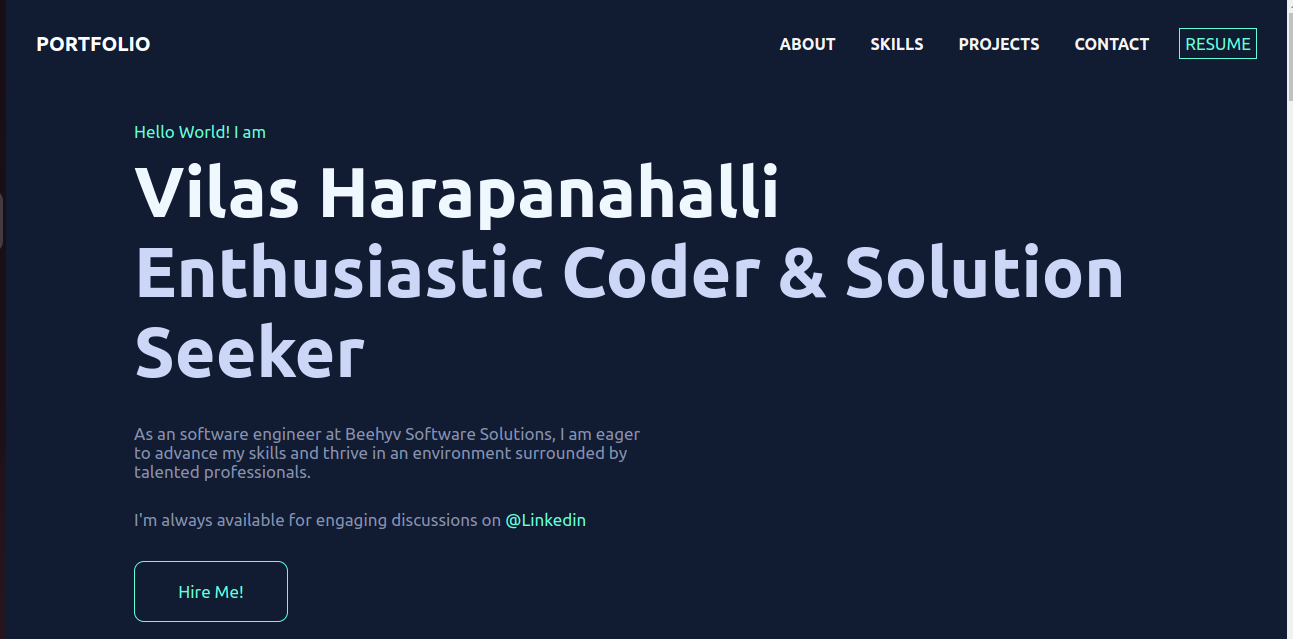 PORTFOLIO ABOUT SKILLS PROJECTS CONTACT RESUME
Hello World! I am
Vilas Harapanahalli
Enthusiastic Coder & Solution
Seeker
As an software engineer at Beehyv Software Solutions, I am eager
to advance my skills and thrive in an environment surrounded by
talented professionals.
I'm always available for engaging discussions on @Linkedin
Hire Me!